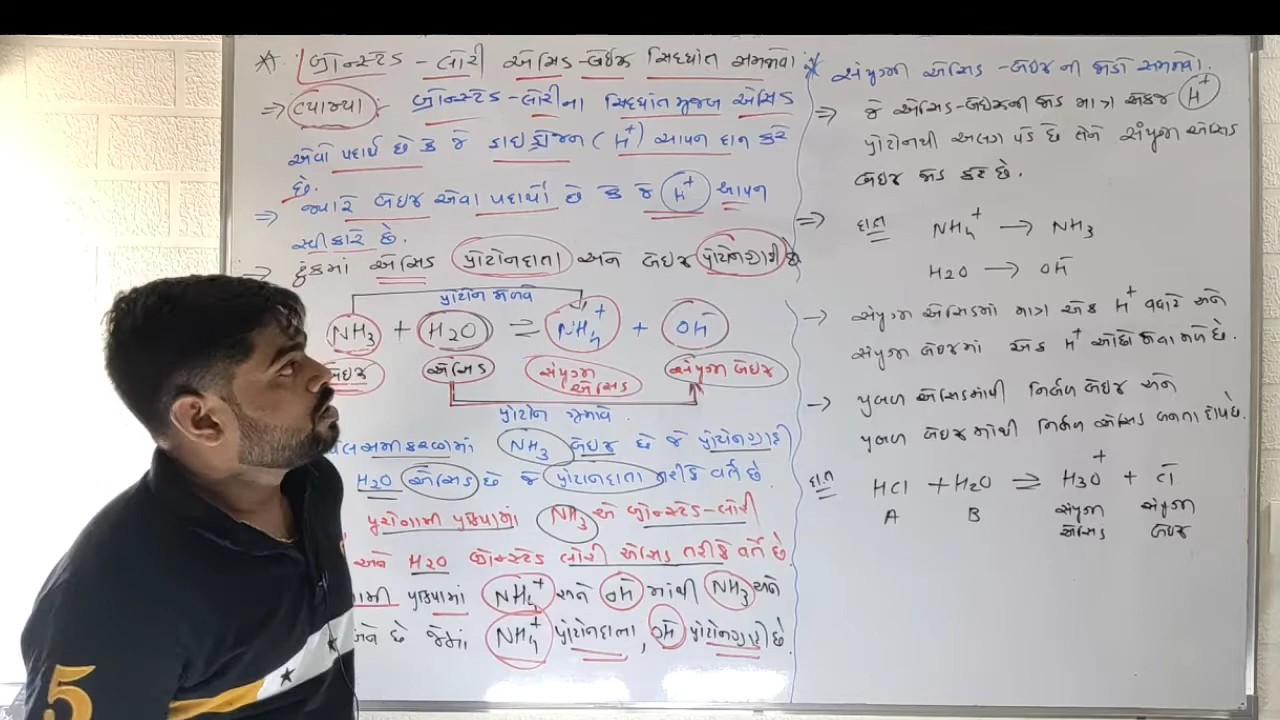 * બ્રોન્સ્ટેડ - લોરી એસિડ-બેઇઝ સિદ્ધાંત સમજાવો
⇒ વ્યાખ્યા :- બ્રોન્સ્ટેડ-લોરીના સિદ્ધાંત મુજબ એસિડ
એવો પદાર્થ છે કે જે હાઇડ્રોજન (H⁺) આયન દાન કરે
છે.
⇒ જ્યારે બેઇઝ એવા પદાર્થો છે કે જે H⁺ આયન
સ્વીકારે છે.
⇒ ટૂંકમાં એસિડ પ્રોટોનદાતા અને બેઇઝ પ્રોટોનગ્રાહી છે
પ્રોટોન મેળવે
NH₃ + H₂O ⇌ NH₄⁺ + OH⁻
બેઇઝ એસિડ સંયુગ્મ એસિડ સંયુગ્મ બેઇઝ
પ્રોટોન ગુમાવે.
NH₃ બેઇઝ છે જે પ્રોટોનગ્રાહી
H₂O એસિડ છે જે પ્રોટોનદાતા તરીકે વર્તે છે.
પુરોગામી પ્રક્રિયામાં NH₃ એ બ્રોન્સ્ટેડ-લોરી
અને H₂O બ્રોન્સ્ટેડ લોરી એસિડ તરીકે વર્તે છે.
પ્રક્રિયામાં NH₄⁺ અને OH⁻ માંથી NH₃ અને
બને છે જેમાં NH₄⁺ પ્રોટોનદાતા, OH⁻ પ્રોટોનગ્રાહી છે.
* સંયુગ્મી એસિડ - બેઇઝ ની જોડી સમજાવો.
⇒ જે એસિડ-બેઇઝની જોડ માત્ર એકજ H⁺
પ્રોટોનથી અલગ પડે છે તેને સંયુગ્મ એસિડ
બેઇઝ જોડ કહે છે.
⇒ દા.ત NH₄⁺ → NH₃
H₂O → OH⁻
→ સંયુગ્મ એસિડમાં માત્ર એક H⁺ વધારે અને
સંયુગ્મ બેઇઝમાં એક H⁺ ઓછો જોવા મળે છે.
→ પ્રબળ એસિડમાંથી નિર્બળ બેઇઝ અને
પ્રબળ બેઇઝમાંથી નિર્બળ એસિડ બનતા હોય છે.
દા.ત HCl + H₂O ⇌ H₃O⁺ + Cl⁻
A B સંયુગ્મ એસિડ સંયુગ્મ બેઇઝ
5